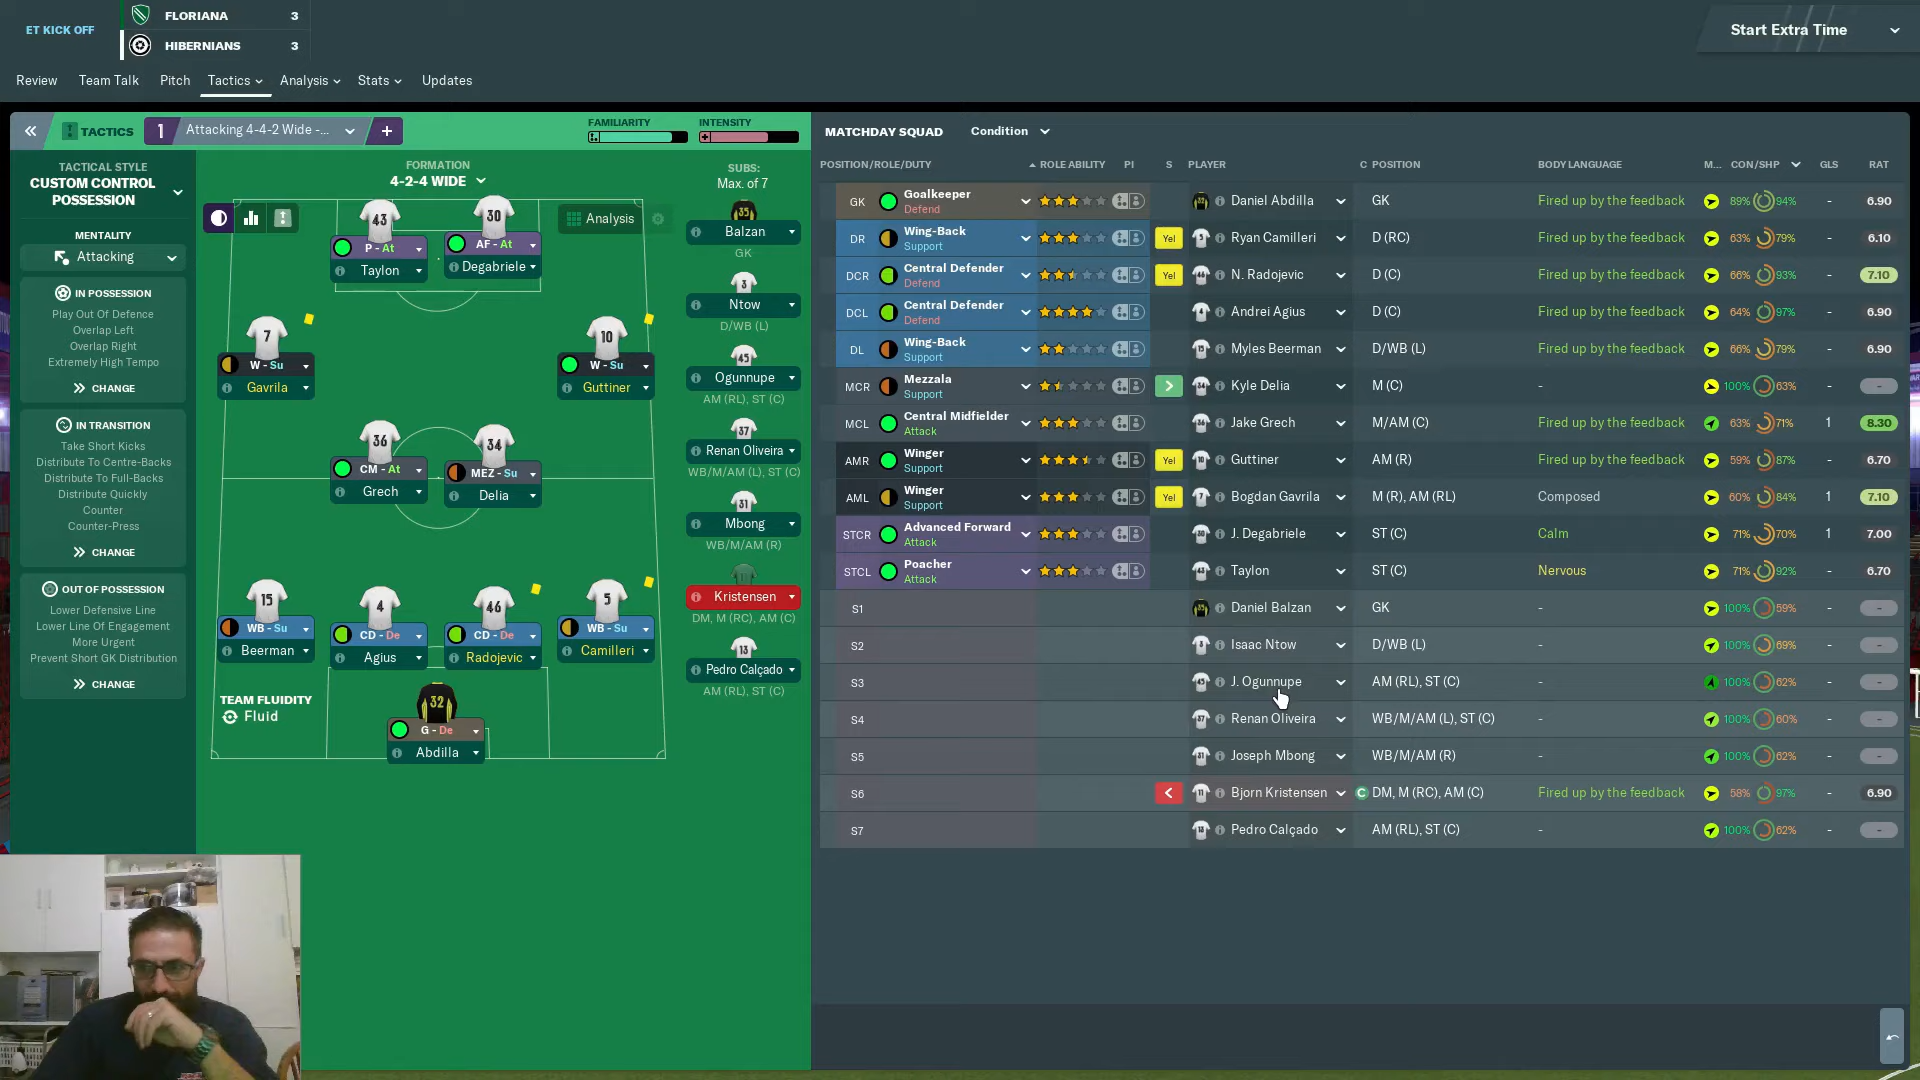 ET KICK OFF
FLORIANA 3
HIBERNIANS 3
Start Extra Time
Review Team Talk Pitch Tactics Analysis Stats Updates
TACTICS 1 Attacking 4-4-2 Wide -... +
FAMILIARITY INTENSITY
TACTICAL STYLE
CUSTOM CONTROL
POSSESSION
MENTALITY
Attacking
IN POSSESSION
Play Out Of Defence
Overlap Left
Overlap Right
Extremely High Tempo
CHANGE
IN TRANSITION
Take Short Kicks
Distribute To Centre-Backs
Distribute To Full-Backs
Distribute Quickly
Counter
Counter-Press
CHANGE
OUT OF POSSESSION
Lower Defensive Line
Lower Line Of Engagement
More Urgent
Prevent Short GK Distribution
CHANGE
FORMATION
4-2-4 WIDE
Analysis
43 30
P - At AF - At
Taylon Degabriele
7 10
W - Su W - Su
Gavrila Guttiner
36 34
CM - At MEZ - Su
Grech Delia
15 4 46 5
WB - Su CD - De CD - De WB - Su
Beerman Agius Radojevic Camilleri
TEAM FLUIDITY
Fluid
32
G - De
Abdilla
SUBS:
Max. of 7
35
Balzan
GK
3
Ntow
D/WB (L)
45
Ogunnupe
AM (RL), ST (C)
37
Renan Oliveira
WB/M/AM (L), ST (C)
31
Mbong
WB/M/AM (R)
Kristensen
DM, M (RC), AM (C)
13
Pedro Calçado
AM (RL), ST (C)
MATCHDAY SQUAD Condition
POSITION/ROLE/DUTY ROLE ABILITY PI S PLAYER C POSITION BODY LANGUAGE M... CON/SHP GLS RAT
GK Goalkeeper Defend Daniel Abdilla GK Fired up by the feedback 89% 94% - 6.90
DR Wing-Back Support Yel Ryan Camilleri D (RC) Fired up by the feedback 63% 79% - 6.10
DCR Central Defender Defend Yel N. Radojevic D (C) Fired up by the feedback 66% 93% - 7.10
DCL Central Defender Defend Andrei Agius D (C) Fired up by the feedback 64% 97% - 6.90
DL Wing-Back Support Myles Beerman D/WB (L) Fired up by the feedback 66% 79% - 6.90
MCR Mezzala Support Kyle Delia M (C) - 100% 63% - -
MCL Central Midfielder Attack Jake Grech M/AM (C) Fired up by the feedback 63% 71% 1 8.30
AMR Winger Support Yel Guttiner AM (R) Fired up by the feedback 59% 87% - 6.70
AML Winger Support Yel Bogdan Gavrila M (R), AM (RL) Composed 60% 84% 1 7.10
STCR Advanced Forward Attack J. Degabriele ST (C) Calm 71% 70% 1 7.00
STCL Poacher Attack Taylon ST (C) Nervous 71% 92% - 6.70
S1 Daniel Balzan GK - 100% 59% - -
S2 Isaac Ntow D/WB (L) - 100% 69% - -
S3 J. Ogunnupe AM (RL), ST (C) - 100% 62% - -
S4 Renan Oliveira WB/M/AM (L), ST (C) - 100% 60% - -
S5 Joseph Mbong WB/M/AM (R) - 100% 62% - -
S6 Bjorn Kristensen C DM, M (RC), AM (C) Fired up by the feedback 58% 97% - 6.90
S7 Pedro Calçado AM (RL), ST (C) - 100% 62% - -